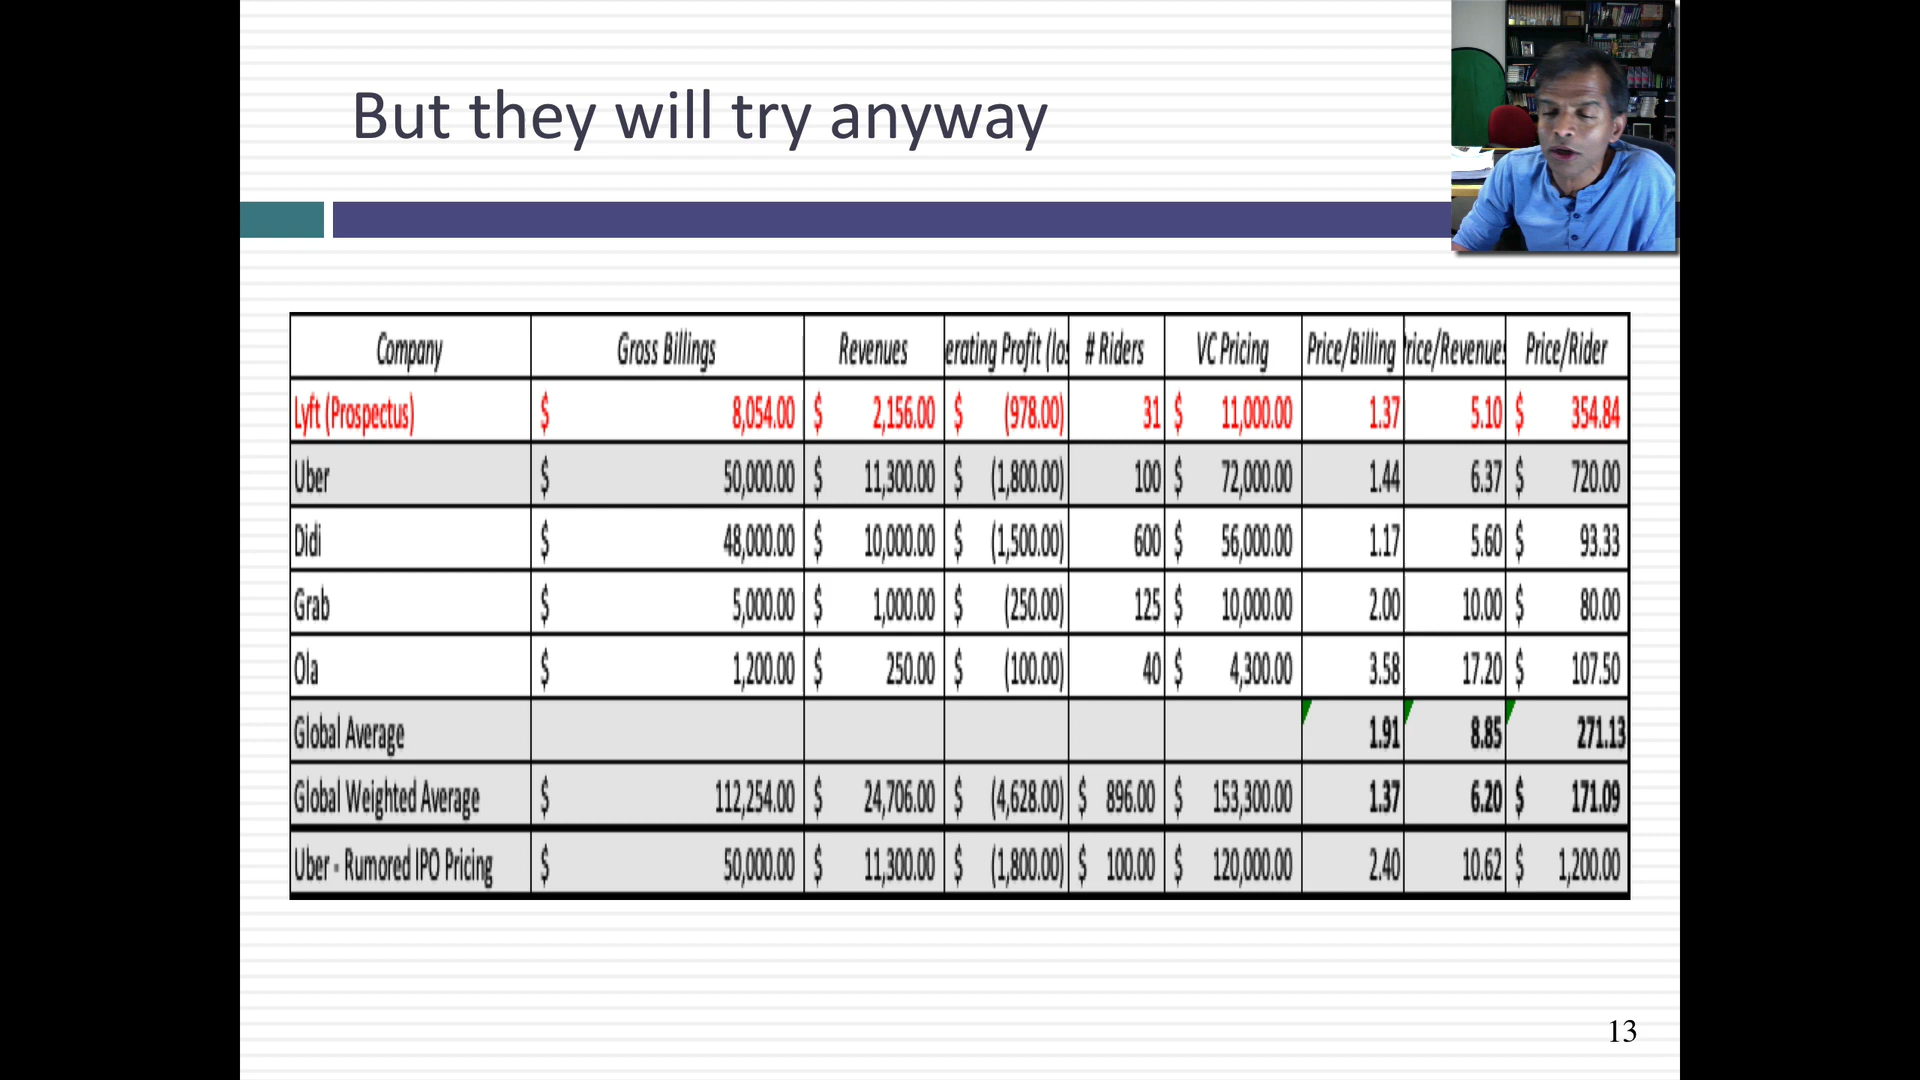 But they will try anyway
Company Gross Billings Revenues erating Profit (los # Riders VC Pricing Price/Billing rice/Revenues Price/Rider
Lyft (Prospectus) $ 8,054.00 $ 2,156.00 $ (978.00) 31 $ 11,000.00 1.37 5.10 $ 354.84
Uber $ 50,000.00 $ 11,300.00 $ (1,800.00) 100 $ 72,000.00 1.44 6.37 $ 720.00
Didi $ 48,000.00 $ 10,000.00 $ (1,500.00) 600 $ 56,000.00 1.17 5.60 $ 93.33
Grab $ 5,000.00 $ 1,000.00 $ (250.00) 125 $ 10,000.00 2.00 10.00 $ 80.00
Ola $ 1,200.00 $ 250.00 $ (100.00) 40 $ 4,300.00 3.58 17.20 $ 107.50
Global Average 1.91 8.85 271.13
Global Weighted Average $ 112,254.00 $ 24,706.00 $ (4,628.00) $ 896.00 $ 153,300.00 1.37 6.20 $ 171.09
Uber - Rumored IPO Pricing $ 50,000.00 $ 11,300.00 $ (1,800.00) $ 100.00 $ 120,000.00 2.40 10.62 $ 1,200.00
13